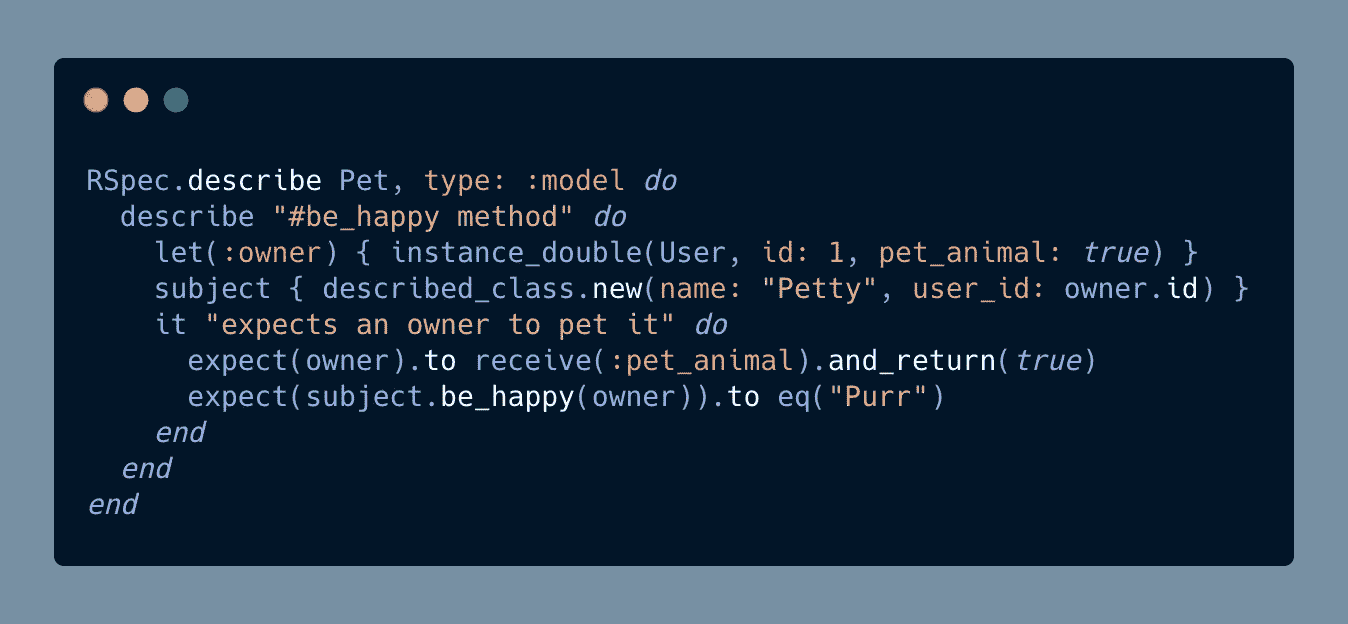 RSpec.describe Pet, type: :model do
  describe "#be_happy method" do
    let(:owner) { instance_double(User, id: 1, pet_animal: true) }
    subject { described_class.new(name: "Petty", user_id: owner.id) }
    it "expects an owner to pet it" do
      expect(owner).to receive(:pet_animal).and_return(true)
      expect(subject.be_happy(owner)).to eq("Purr")
    end
  end
end